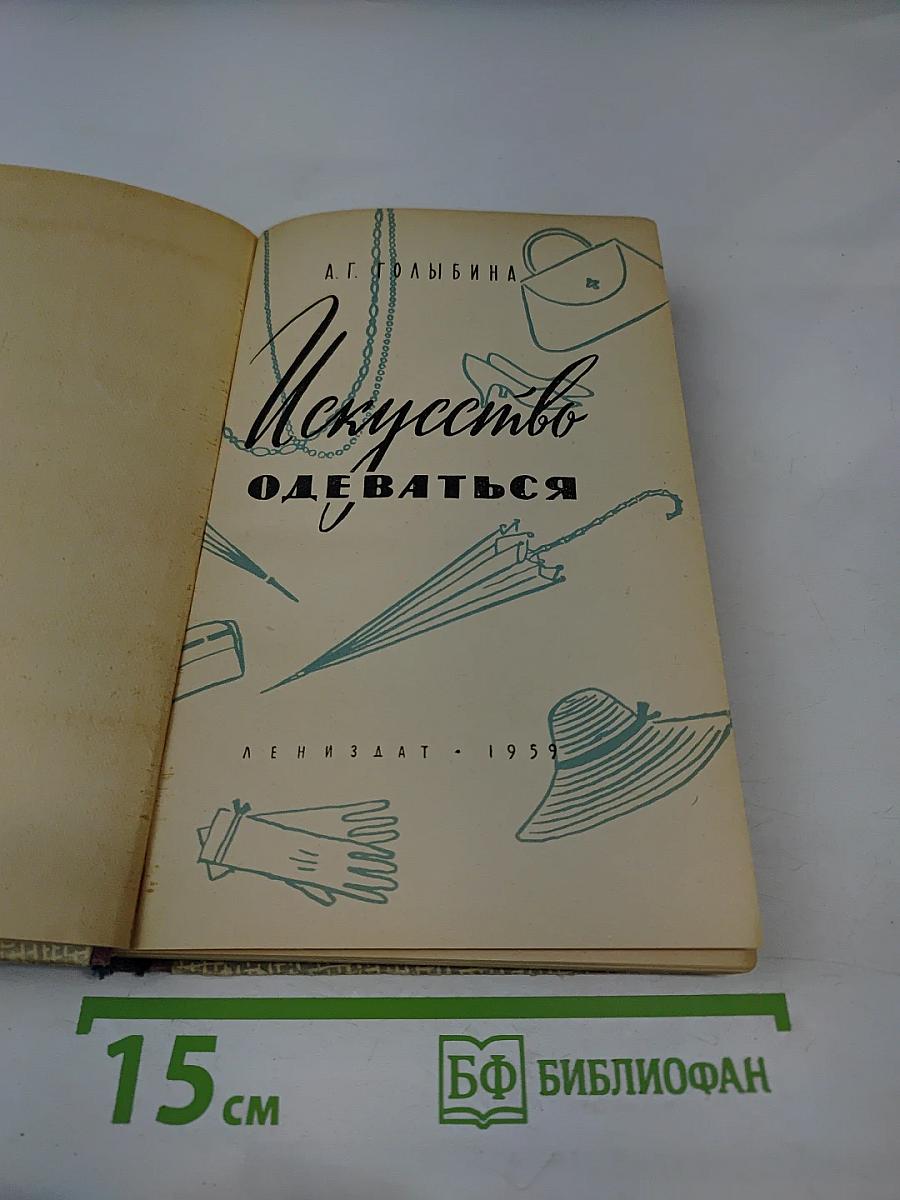 А. Г. ГОЛЫБИНА
Искусство
ОДЕВАТЬСЯ
ЛЕНИЗДАТ • 1959
15 см
БФ БИБЛИОФАН